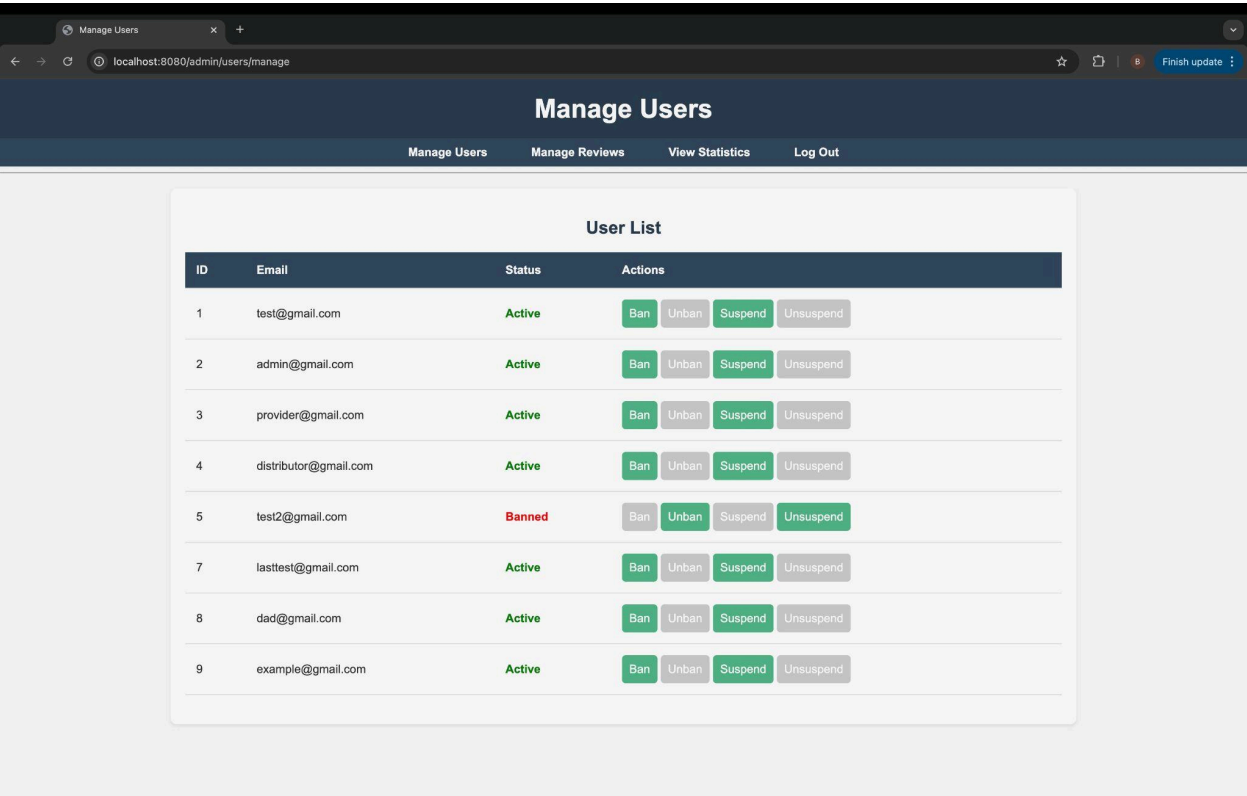 Manage Users
localhost:8080/admin/users/manage
B
Finish update
Manage Users
Manage Users Manage Reviews View Statistics Log Out
User List
ID Email Status Actions
1 test@gmail.com Active Ban Unban Suspend Unsuspend
2 admin@gmail.com Active Ban Unban Suspend Unsuspend
3 provider@gmail.com Active Ban Unban Suspend Unsuspend
4 distributor@gmail.com Active Ban Unban Suspend Unsuspend
5 test2@gmail.com Banned Ban Unban Suspend Unsuspend
7 lasttest@gmail.com Active Ban Unban Suspend Unsuspend
8 dad@gmail.com Active Ban Unban Suspend Unsuspend
9 example@gmail.com Active Ban Unban Suspend Unsuspend